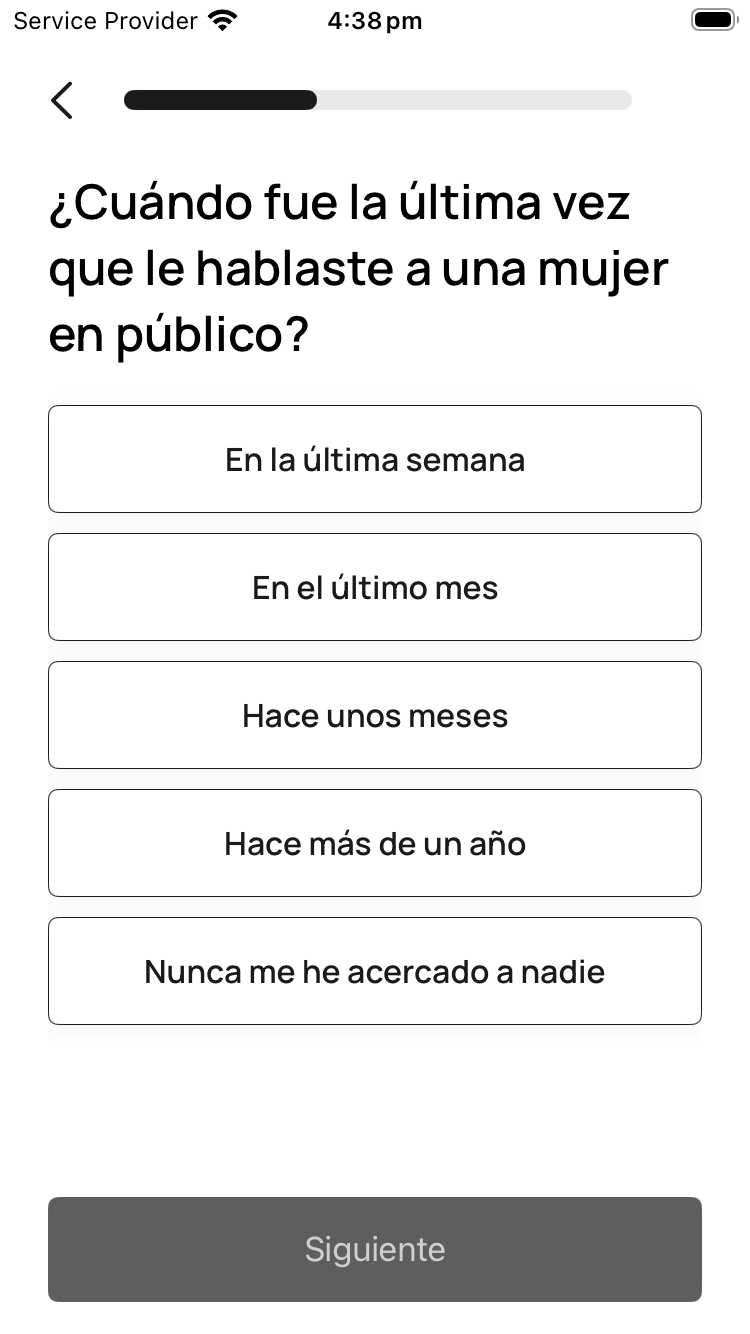 Service Provider 4:38 pm
¿Cuándo fue la última vez
que le hablaste a una mujer
en público?
En la última semana
En el último mes
Hace unos meses
Hace más de un año
Nunca me he acercado a nadie
Siguiente